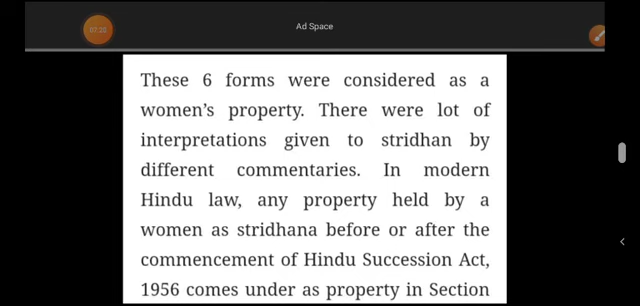 Ad Space
07:20
These 6 forms were considered as a
women's property. There were lot of
interpretations given to stridhan by
different commentaries. In modern
Hindu law, any property held by a
women as stridhana before or after the
commencement of Hindu Succession Act,
1956 comes under as property in Section